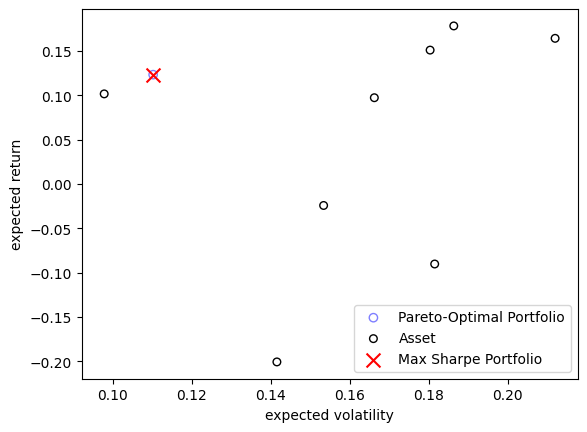 expected return
0.15
0.10
0.05
0.00
−0.05
−0.10
−0.15
−0.20
Pareto-Optimal Portfolio
Asset
Max Sharpe Portfolio
0.10 0.12 0.14 0.16 0.18 0.20
expected volatility